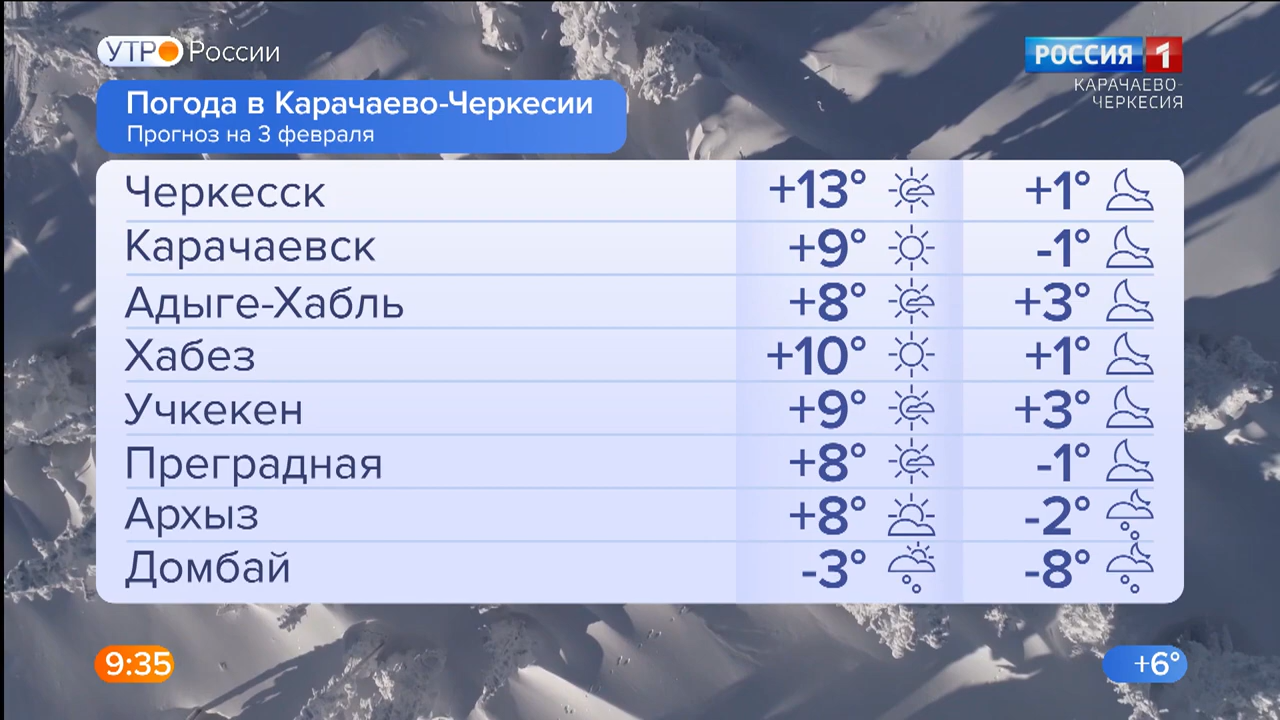 УТРО России
РОССИЯ 1
КАРАЧАЕВО-
ЧЕРКЕСИЯ
Погода в Карачаево-Черкесии
Прогноз на 3 февраля
Черкесск +13° +1°
Карачаевск +9° -1°
Адыге-Хабль +8° +3°
Хабез +10° +1°
Учкекен +9° +3°
Преградная +8° -1°
Архыз +8° -2°
Домбай -3° -8°
9:35
+6°